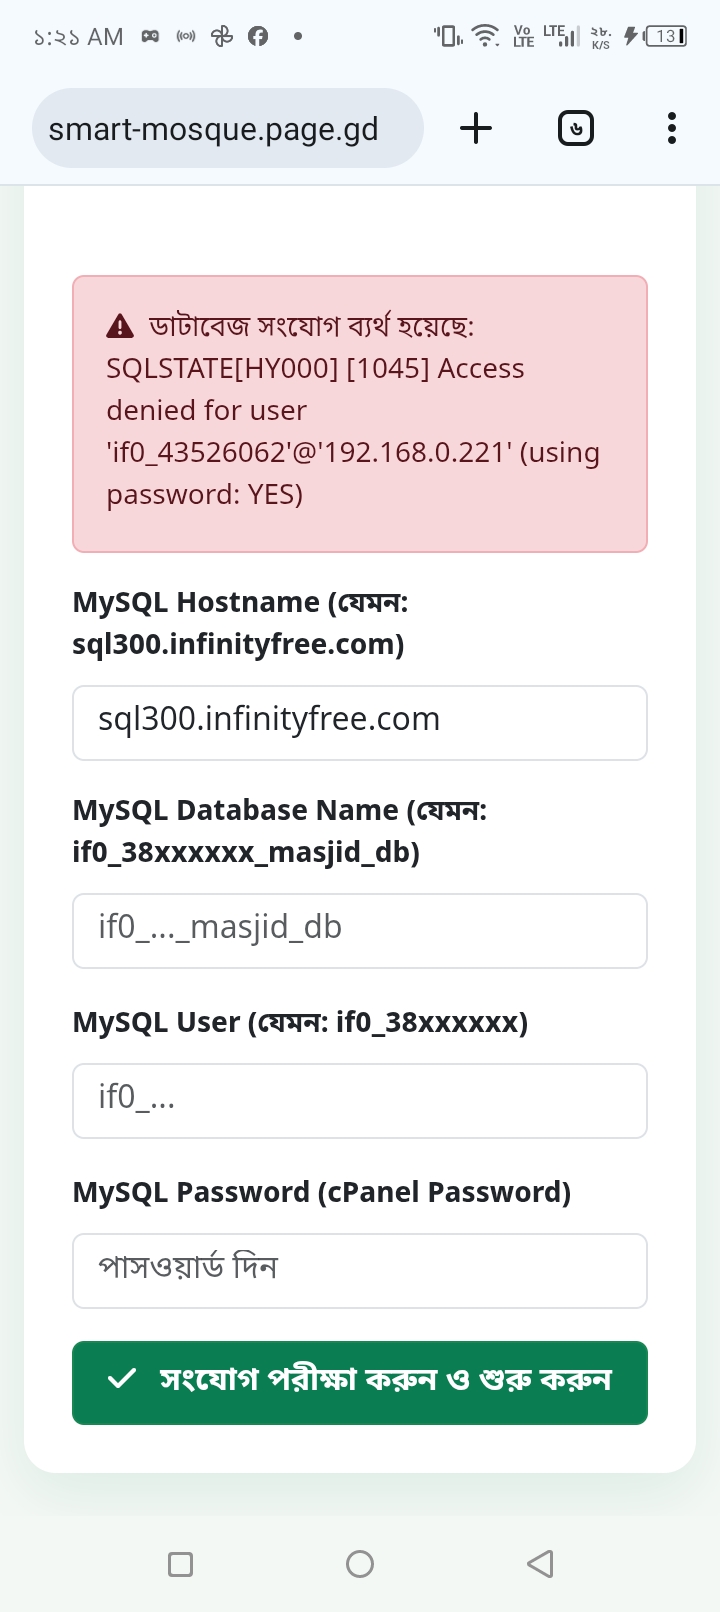 ১:২১ AM
Vo LTE LTE ২৮. K/S 13
smart-mosque.page.gd
৬
ডাটাবেজ সংযোগ ব্যর্থ হয়েছে:
SQLSTATE[HY000] [1045] Access
denied for user
'if0_43526062'@'192.168.0.221' (using
password: YES)
MySQL Hostname (যেমন:
sql300.infinityfree.com)
sql300.infinityfree.com
MySQL Database Name (যেমন:
if0_38xxxxxx_masjid_db)
if0_..._masjid_db
MySQL User (যেমন: if0_38xxxxxx)
if0_...
MySQL Password (cPanel Password)
পাসওয়ার্ড দিন
সংযোগ পরীক্ষা করুন ও শুরু করুন